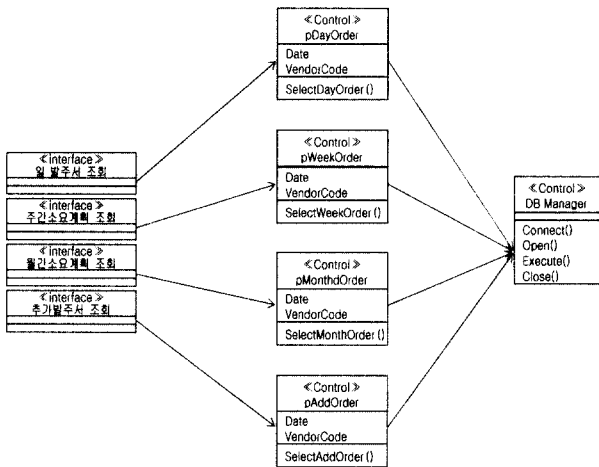 ≪Control≫
pDayOrder
Date
VendorCode
SelectDayOrder()
≪Control≫
pWeekOrder
Date
VendorCode
SelectWeekOrder()
≪interface≫
일 발주서 조회
≪interface≫
주간소요계획 조회
≪interface≫
월간소요계획 조회
≪interface≫
추가발주서 조회
≪Control≫
DB Manager
Connect()
Open()
Execute()
Close()
≪Control≫
pMonthdOrder
Date
VendorCode
SelectMonthOrder()
≪Control≫
pAddOrder
Date
VendorCode
SelectAddOrder()